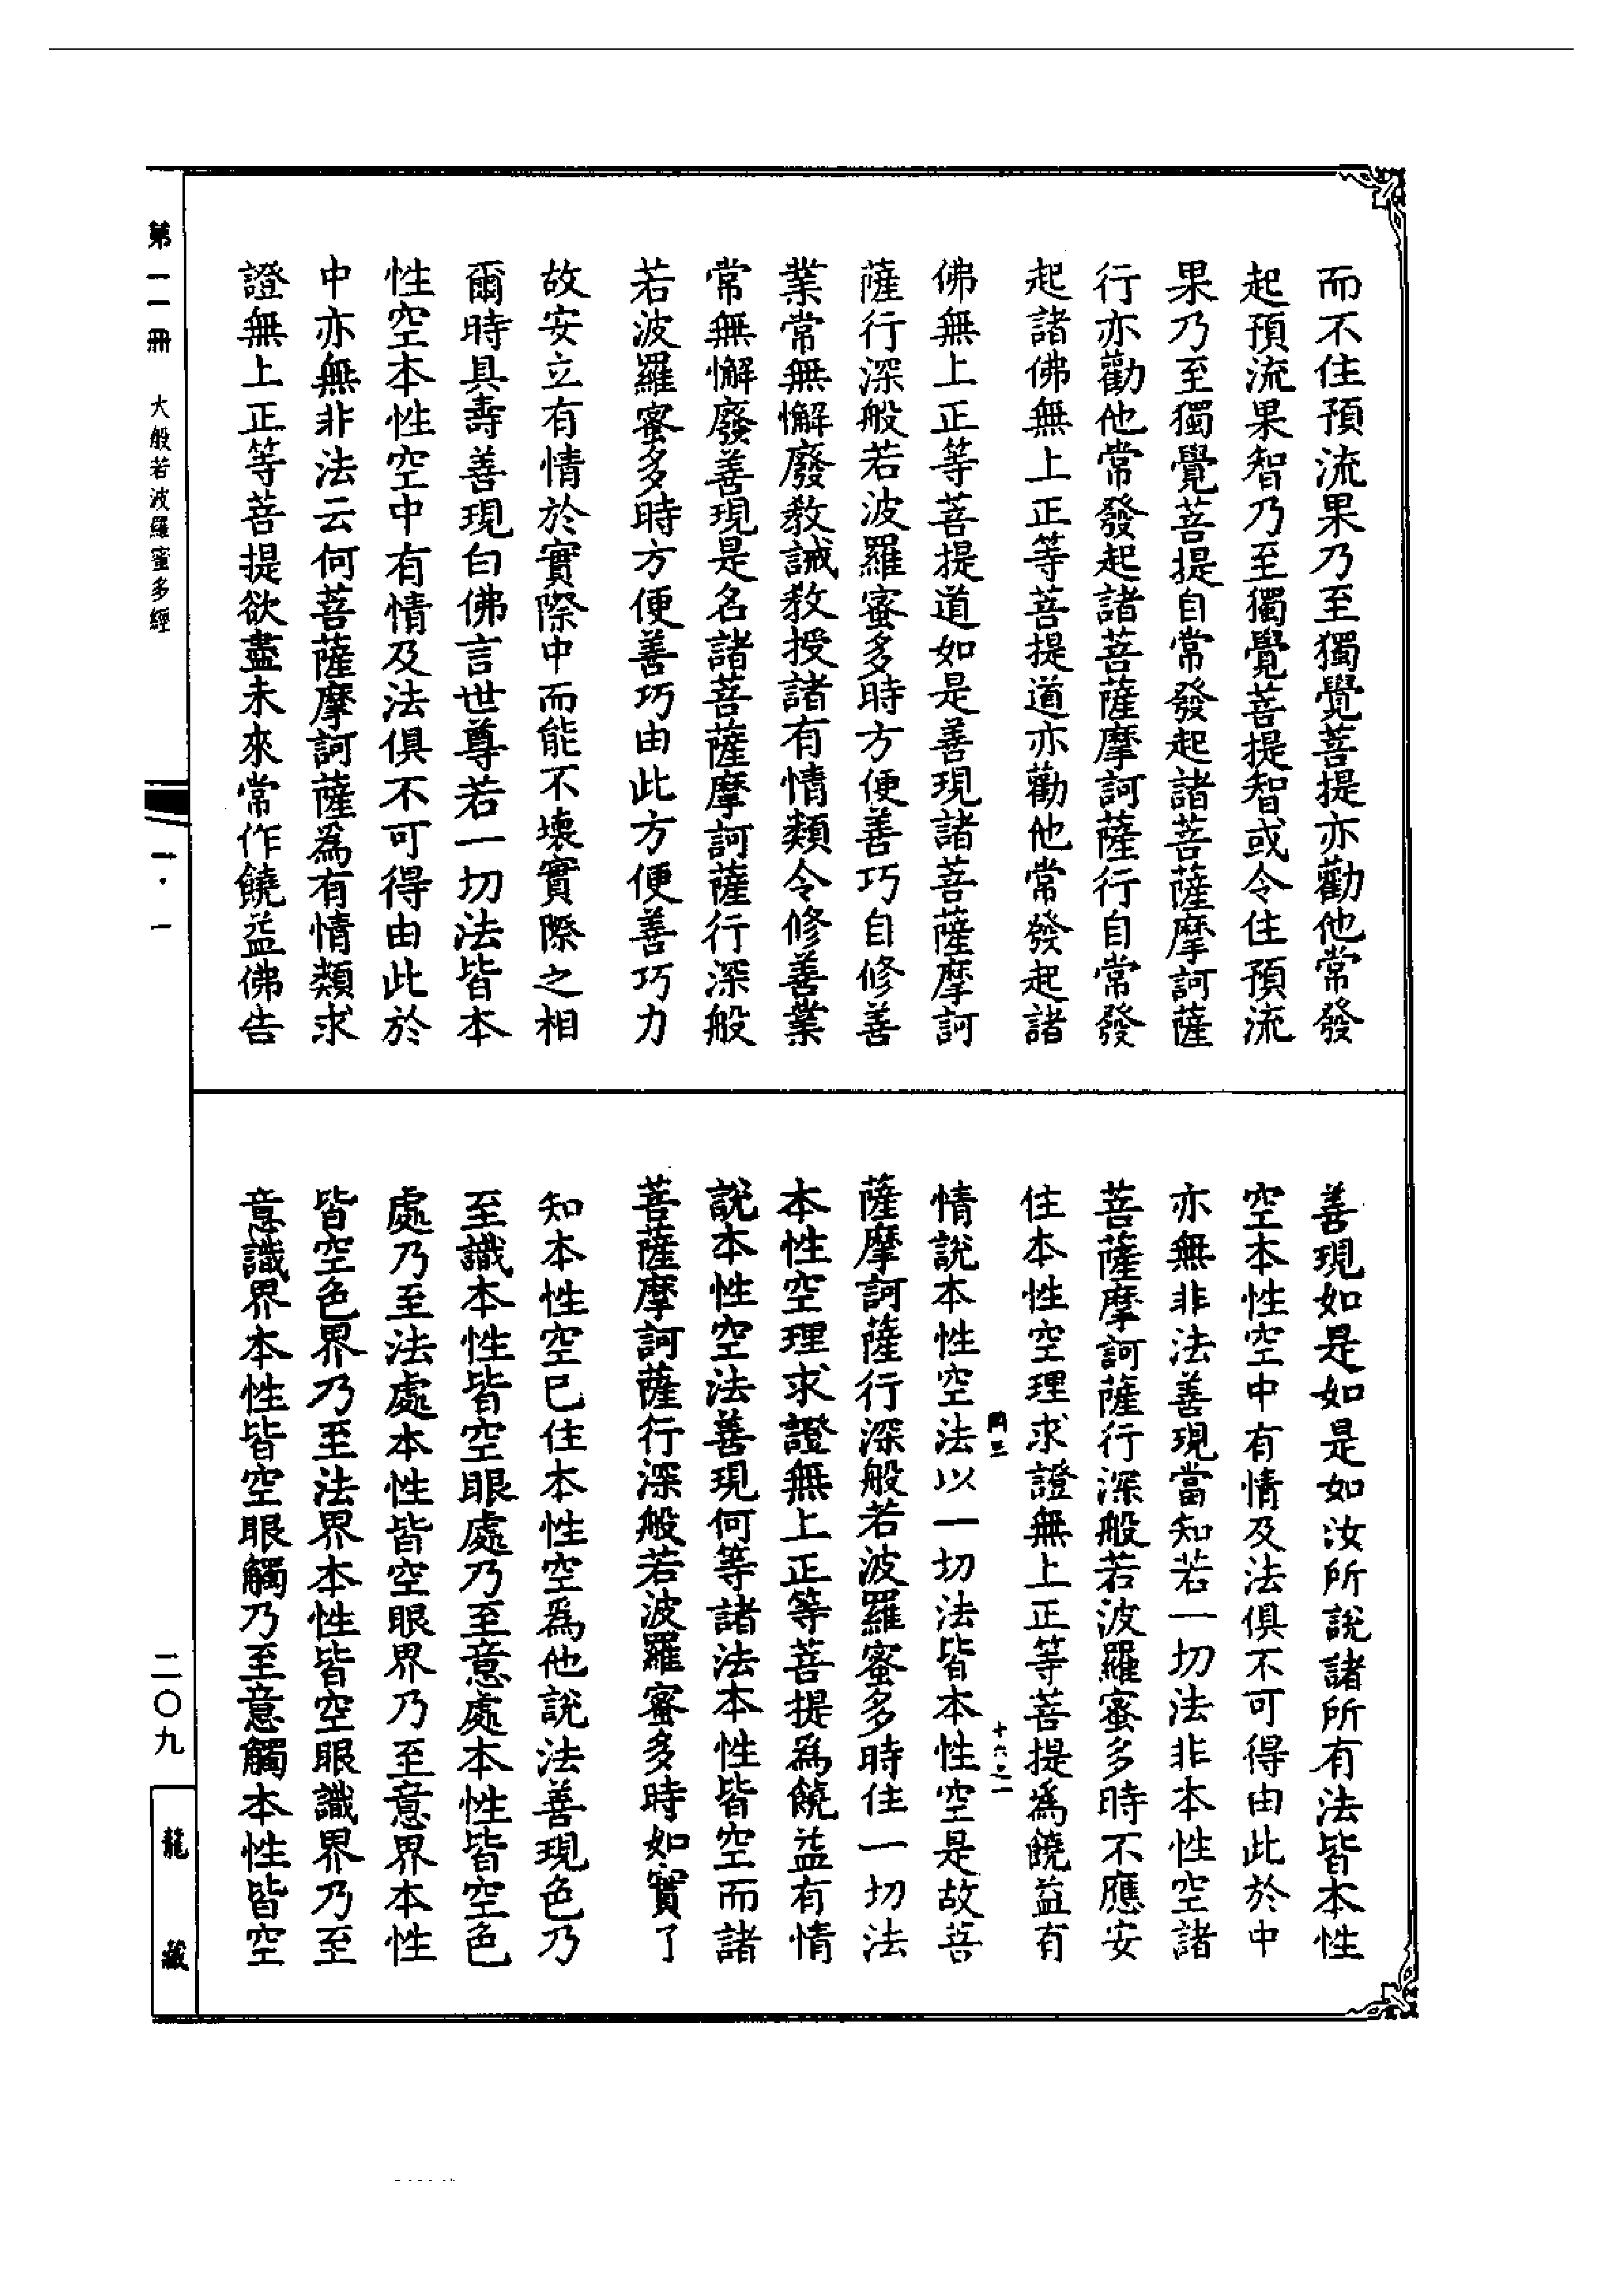 而不住預流果乃至獨覺菩提亦勸他常發
起預流果智乃至獨覺菩提智或令住預流
果乃至獨覺菩提自常發起諸菩薩摩訶薩
行亦勸他常發起諸菩薩摩訶薩行自常發
起諸佛無上正等菩提道亦勸他常發起諸
佛無上正等菩提道如是善現諸菩薩摩訶
薩行深般若波羅蜜多時方便善巧自修善
業常無懈廢教誡教授諸有情類令修善業
常無懈廢善現是名諸菩薩摩訶薩行深般
若波羅蜜多時方便善巧由此方便善巧力
故安立有情於實際中而能不壞實際之相
爾時具壽善現白佛言世尊若一切法皆本
性空本性空中有情及法俱不可得由此於
中亦無非法云何菩薩摩訶薩為有情類求
證無上正等菩提欲盡未來常作饒益佛告
善現如是如是如汝所說諸所有法皆本性
空本性空中有情及法俱不可得由此於中
亦無非法善現當知若一切法非本性空諸
菩薩摩訶薩行深般若波羅蜜多時不應安
住本性空理求證無上正等菩提為饒益有
情說本性空法以一切法皆本性空是故菩
薩摩訶薩行深般若波羅蜜多時住一切法
本性空理求證無上正等菩提為饒益有情
說本性空法善現何等諸法本性皆空而諸
菩薩摩訶薩行深般若波羅蜜多時如實了
知本性空已住本性空為他說法善現色乃
至識本性皆空眼處乃至意處本性皆空色
處乃至法處本性皆空眼界乃至意界本性
皆空色界乃至法界本性皆空眼識界乃至
意識界本性皆空眼觸乃至意觸本性皆空
第一一冊 大般若波羅蜜多經
二〇九
龍藏